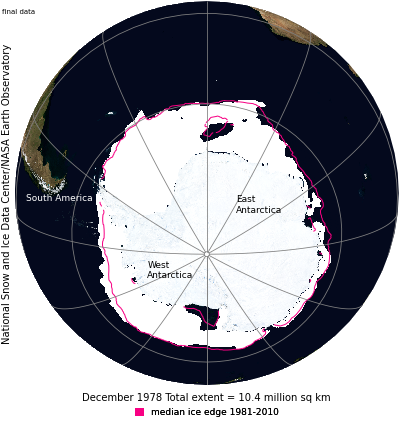 final data
National Snow and Ice Data Center/NASA Earth Observatory
South America
East
Antarctica
West
Antarctica
December 1978 Total extent = 10.4 million sq km
median ice edge 1981-2010